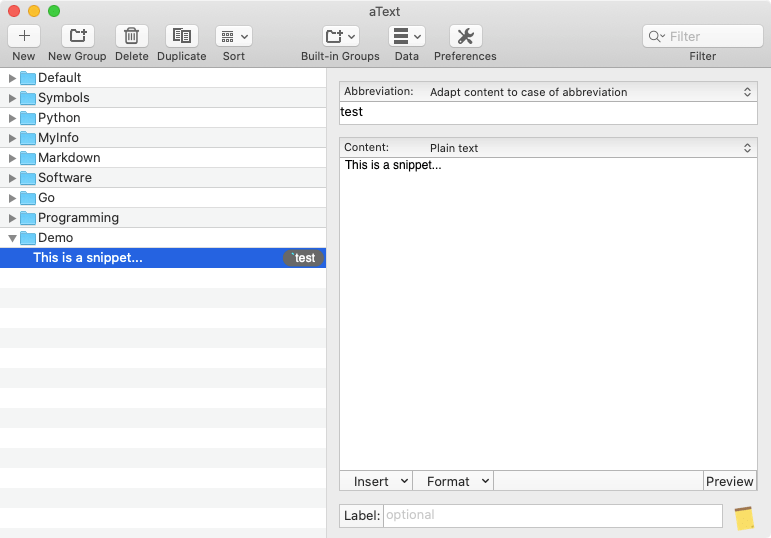 aText
New New Group Delete Duplicate Sort Built-in Groups Data Preferences Filter
Filter
Default
Symbols
Python
MyInfo
Markdown
Software
Go
Programming
Demo
This is a snippet... `test
Abbreviation: Adapt content to case of abbreviation
test
Content: Plain text
This is a snippet...
Insert Format Preview
Label: optional